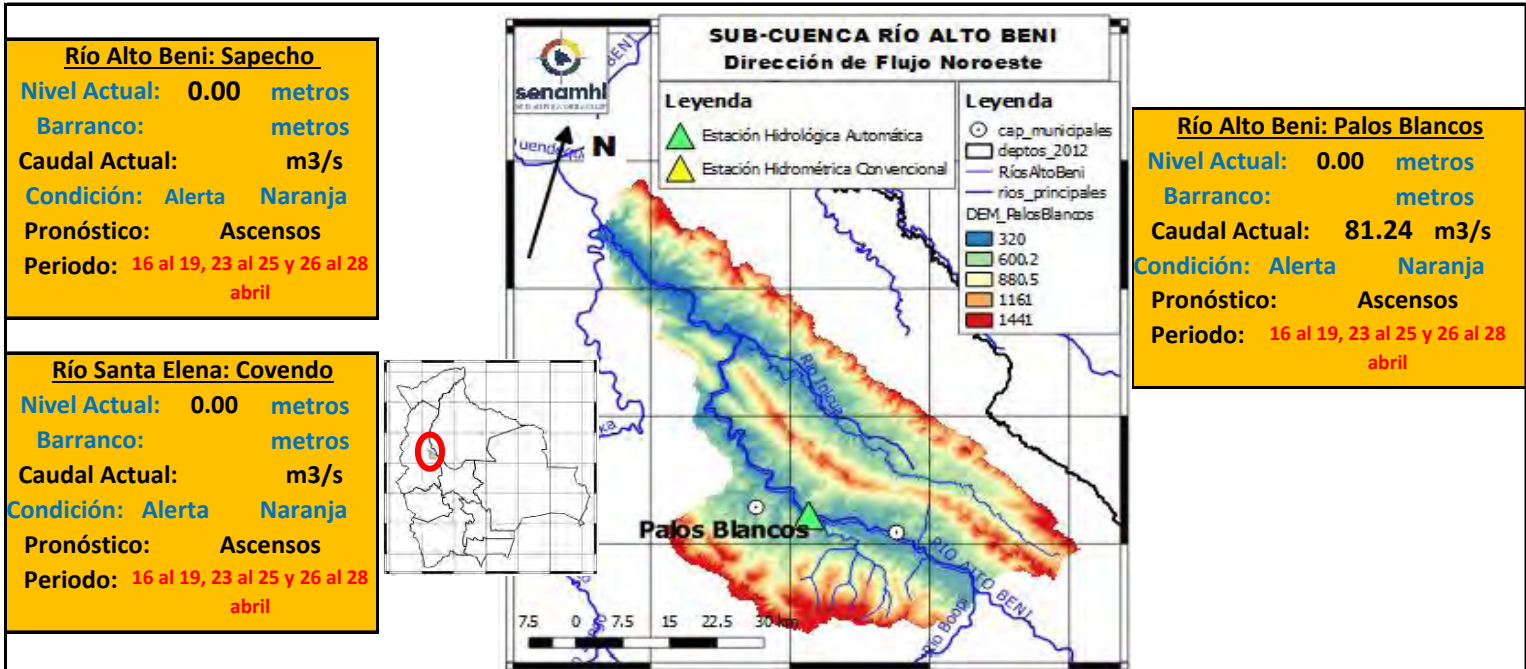 Río Alto Beni: Sapecho
Nivel Actual: 0.00 metros
Barranco: metros
Caudal Actual: m3/s
Condición: Alerta Naranja
Pronóstico: Ascensos
Periodo: 16 al 19, 23 al 25 y 26 al 28
abril
Río Santa Elena: Covendo
Nivel Actual: 0.00 metros
Barranco: metros
Caudal Actual: m3/s
Condición: Alerta Naranja
Pronóstico: Ascensos
Periodo: 16 al 19, 23 al 25 y 26 al 28
abril
SUB-CUENCA RÍO ALTO BENI
Dirección de Flujo Noroeste
senamhi
BENI
N
Leyenda
Estación Hidrológica Automática
Estación Hidrométrica Convencional
Leyenda
cap_municipales
deptos_2012
RíosAltoBeni
rios_principales
DEM_PalosBlancos
320
600.2
880.5
1161
1441
Río Inicua
Palos Blancos
RÍO ALTO BENI
Río Boopi
7.5 0 7.5 15 22.5 30 km
Río Alto Beni: Palos Blancos
Nivel Actual: 0.00 metros
Barranco: metros
Caudal Actual: 81.24 m3/s
Condición: Alerta Naranja
Pronóstico: Ascensos
Periodo: 16 al 19, 23 al 25 y 26 al 28
abril